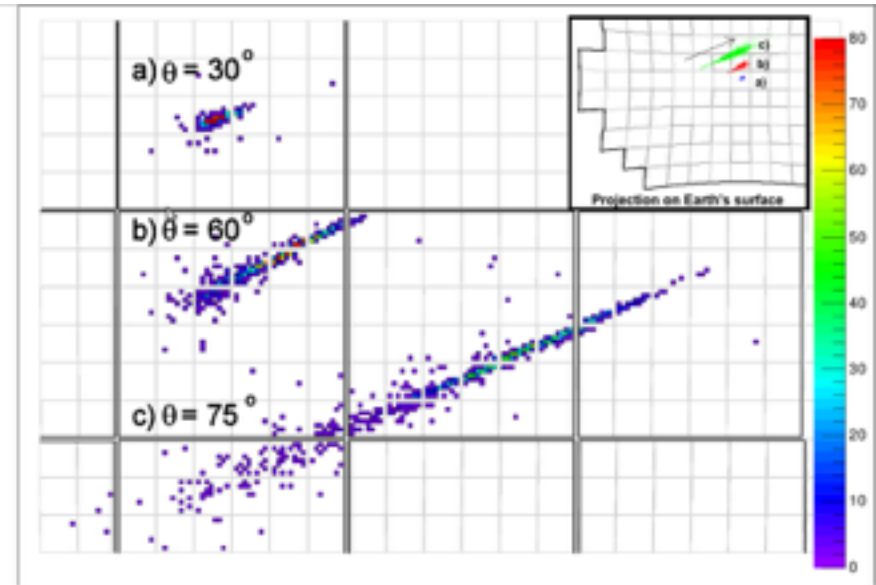 a) θ = 30°
b) θ = 60°
c) θ = 75°
c)
b)
a)
Projection on Earth's surface
80
70
60
50
40
30
20
10
0